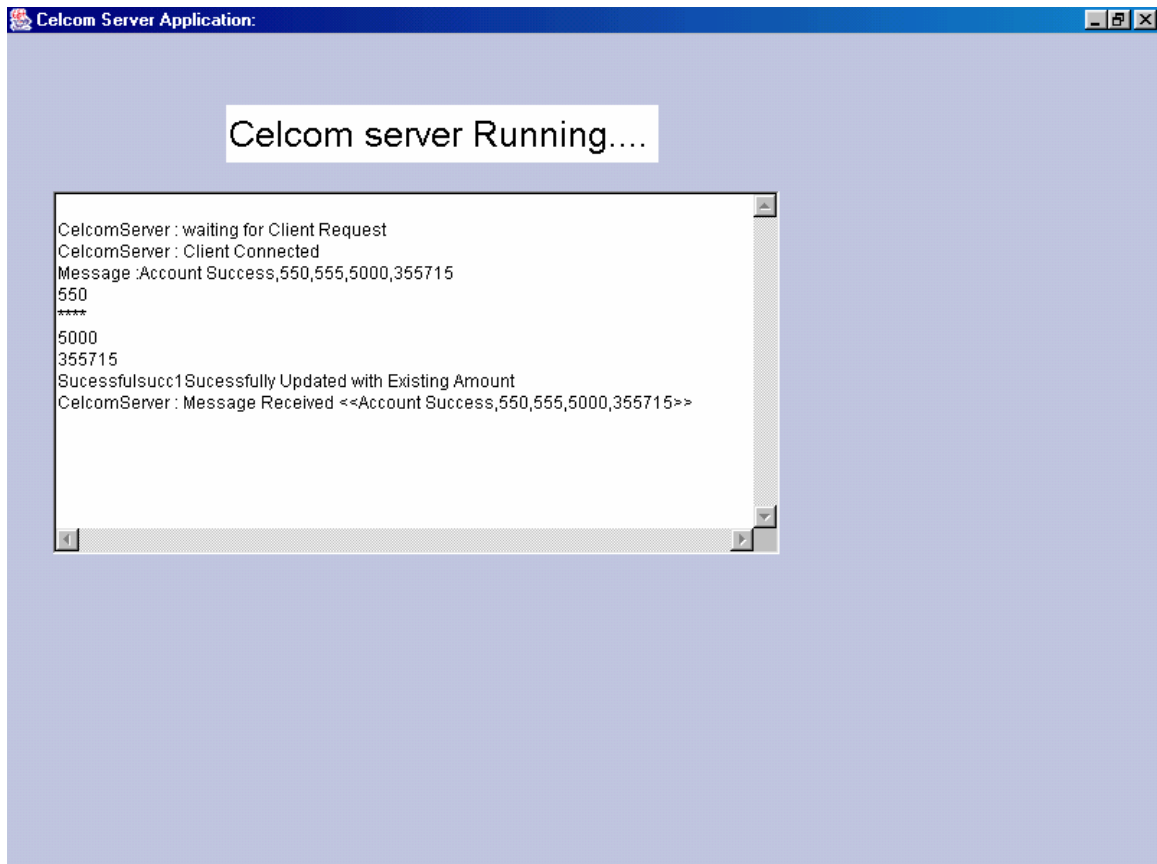 Celcom Server Application:
Celcom server Running....
CelcomServer : waiting for Client Request
CelcomServer : Client Connected
Message :Account Success,550,555,5000,355715
550
****
5000
355715
Sucessfulsucc1Sucessfully Updated with Existing Amount
CelcomServer : Message Received <<Account Success,550,555,5000,355715>>